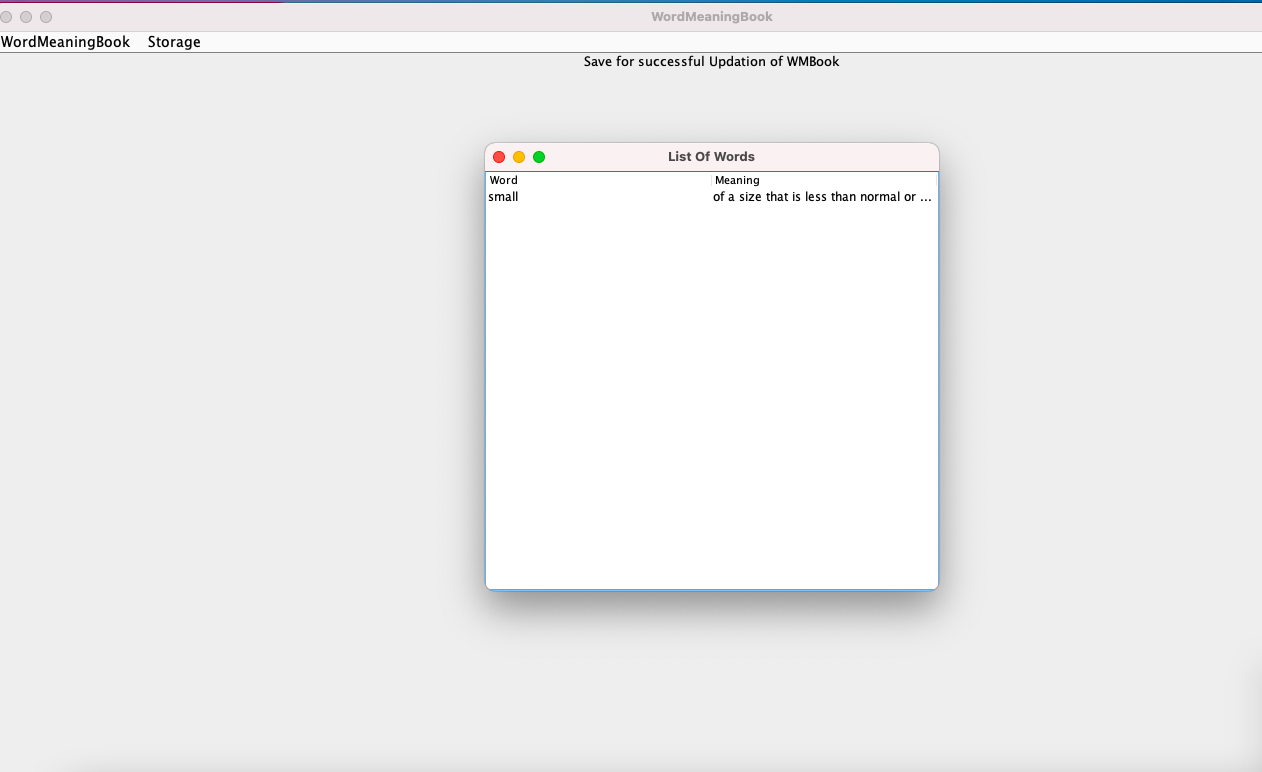 WordMeaningBook
WordMeaningBook Storage
Save for successful Updation of WMBook
List Of Words
Word Meaning
small of a size that is less than normal or ...